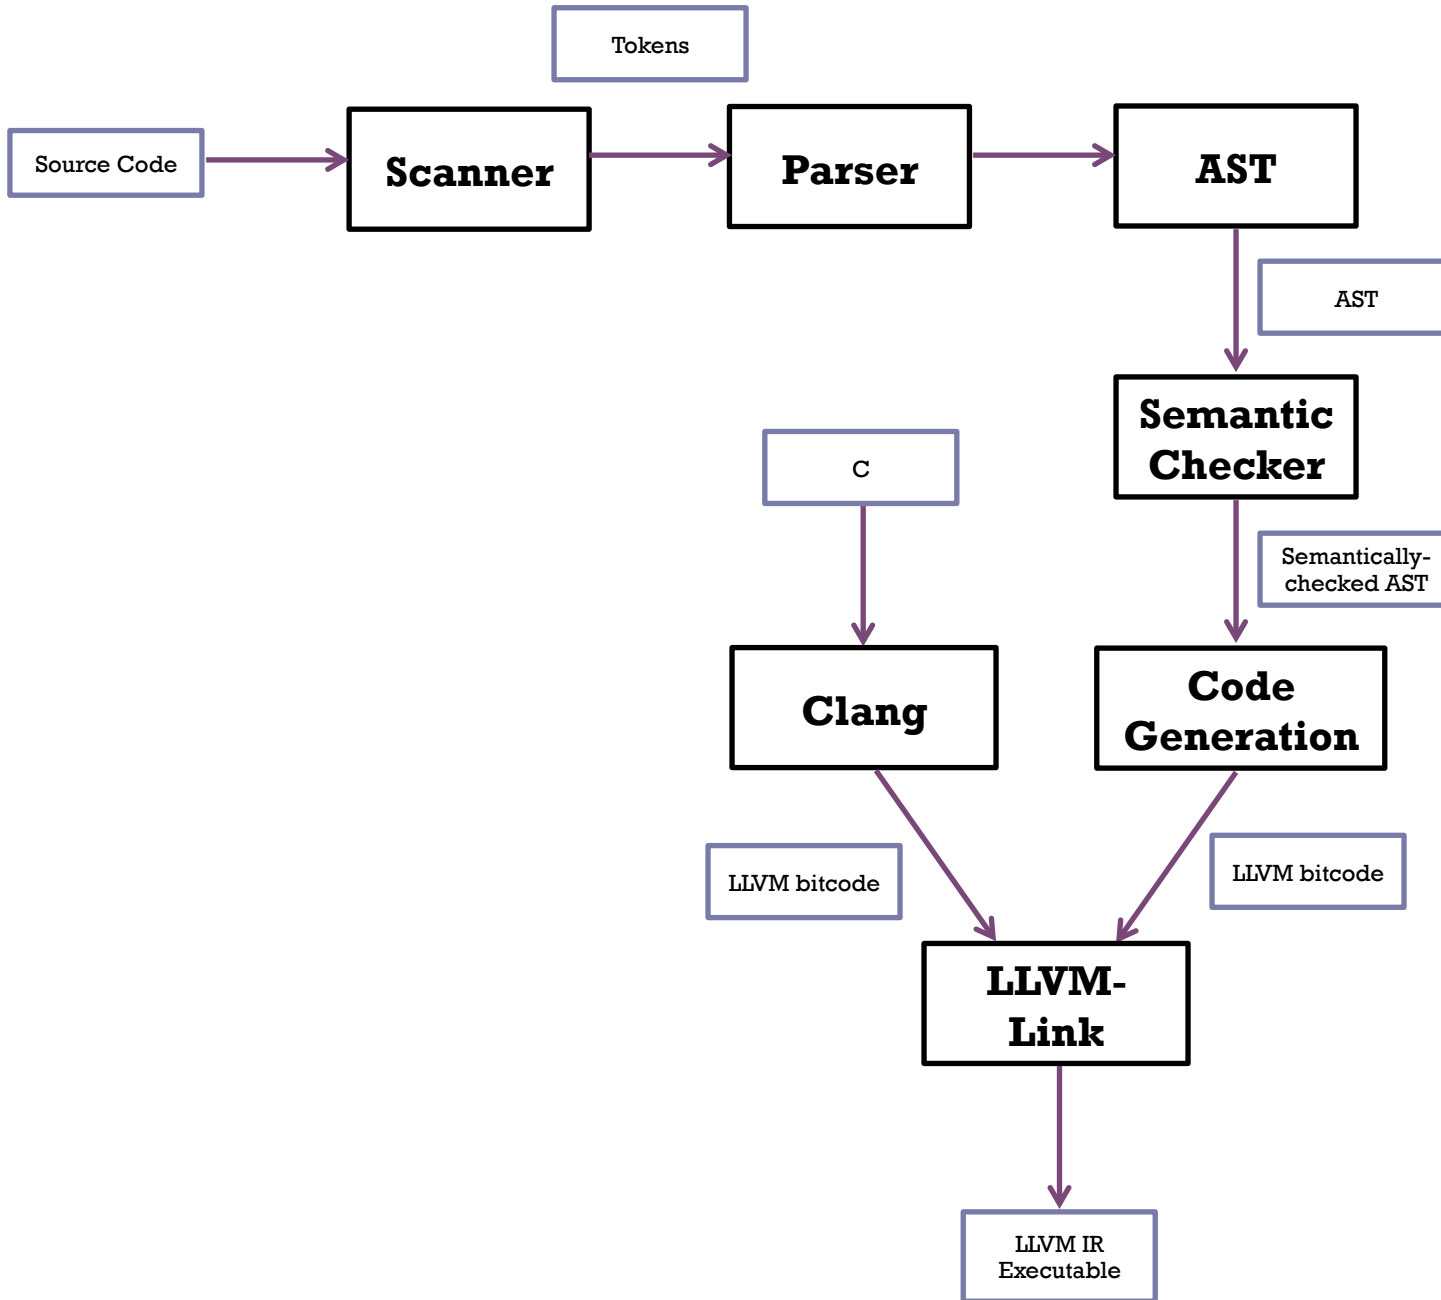 Tokens
Source Code
Scanner
Parser
AST
AST
Semantic
Checker
C
Semantically-
checked AST
Clang
Code
Generation
LLVM bitcode
LLVM bitcode
LLVM-
Link
LLVM IR
Executable